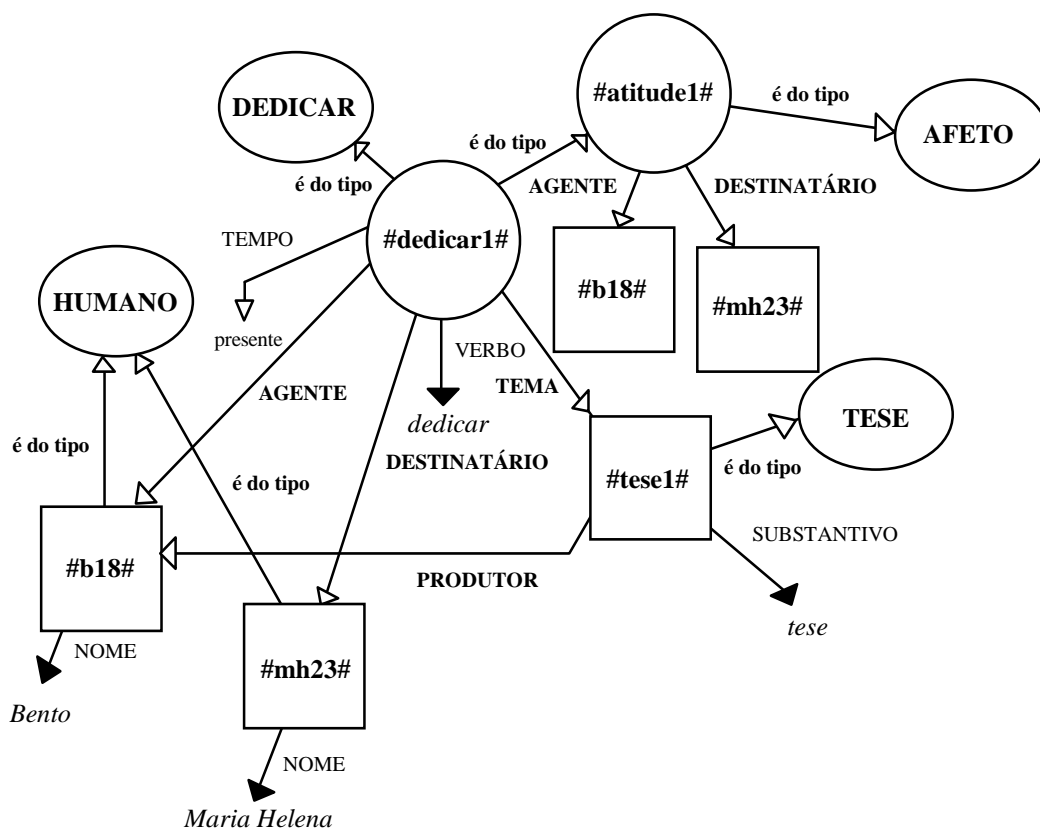 #atitude1#
é do tipo
DEDICAR
AFETO
é do tipo
é do tipo
AGENTE
DESTINATÁRIO
#dedicar1#
TEMPO
#b18#
#mh23#
HUMANO
presente
VERBO
TEMA
AGENTE
dedicar
TESE
é do tipo
DESTINATÁRIO
é do tipo
é do tipo
#tese1#
SUBSTANTIVO
#b18#
PRODUTOR
tese
NOME
#mh23#
Bento
NOME
Maria Helena